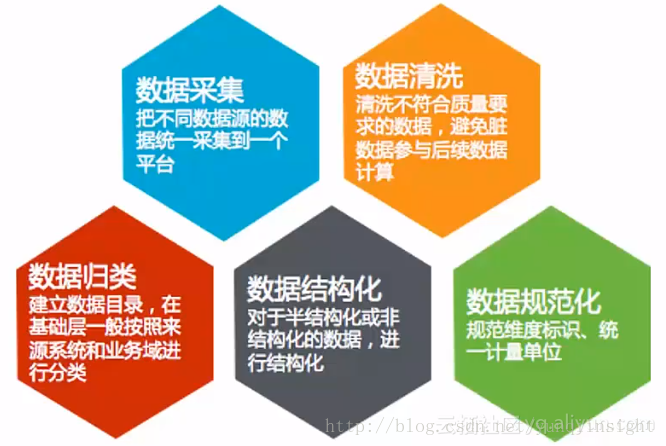 数据采集
把不同数据源的数
据统一采集到一个
平台
数据清洗
清洗不符合质量要
求的数据，避免脏
数据参与后续数据
计算
数据归类
建立数据目录，在
基础层一般按照来
源系统和业务域进
行分类
数据结构化
对于半结构化或非
结构化的数据，进
行结构化
数据规范化
规范维度标识、统
一计量单位